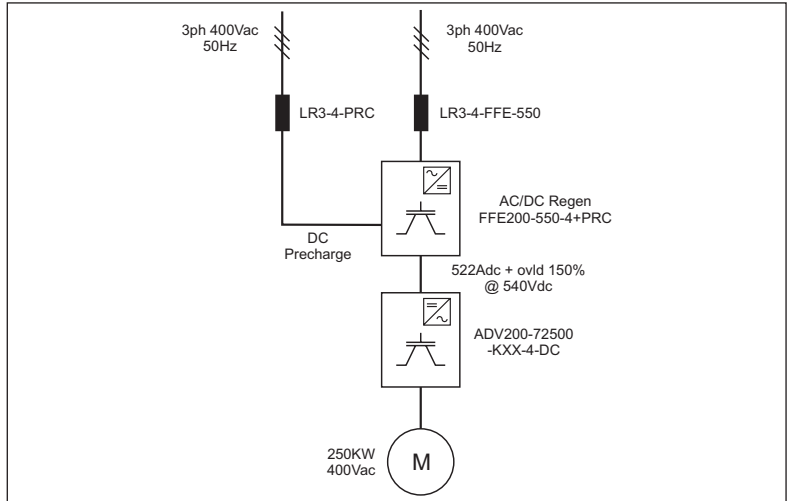 3ph 400Vac
50Hz
3ph 400Vac
50Hz
LR3-4-PRC
LR3-4-FFE-550
AC/DC Regen
FFE200-550-4+PRC
DC
Precharge
522Adc + ovld 150%
@ 540Vdc
ADV200-72500
-KXX-4-DC
250KW
400Vac
M